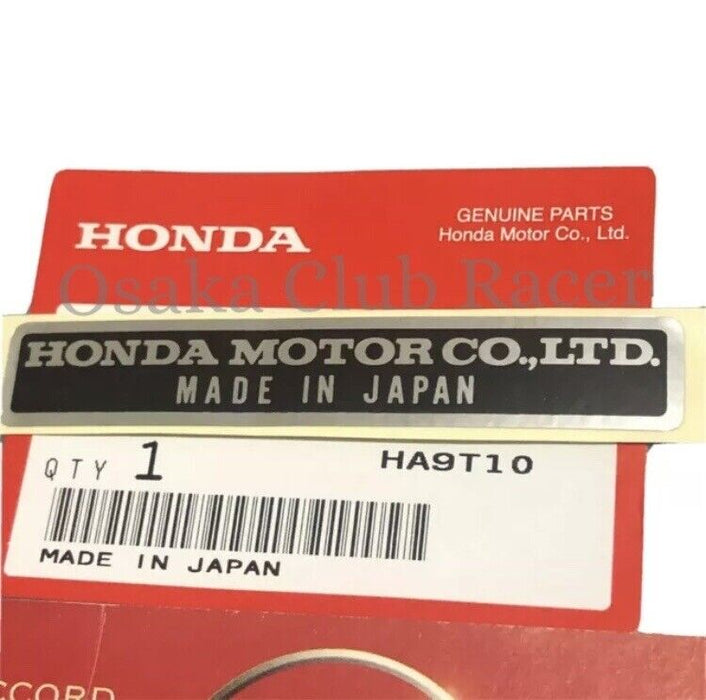 HONDA
GENUINE PARTS
Honda Motor Co., Ltd.
Osaka Club Racer
HONDA MOTOR CO.,LTD.
MADE IN JAPAN
QTY 1 HA9T10
MADE IN JAPAN
CCORD